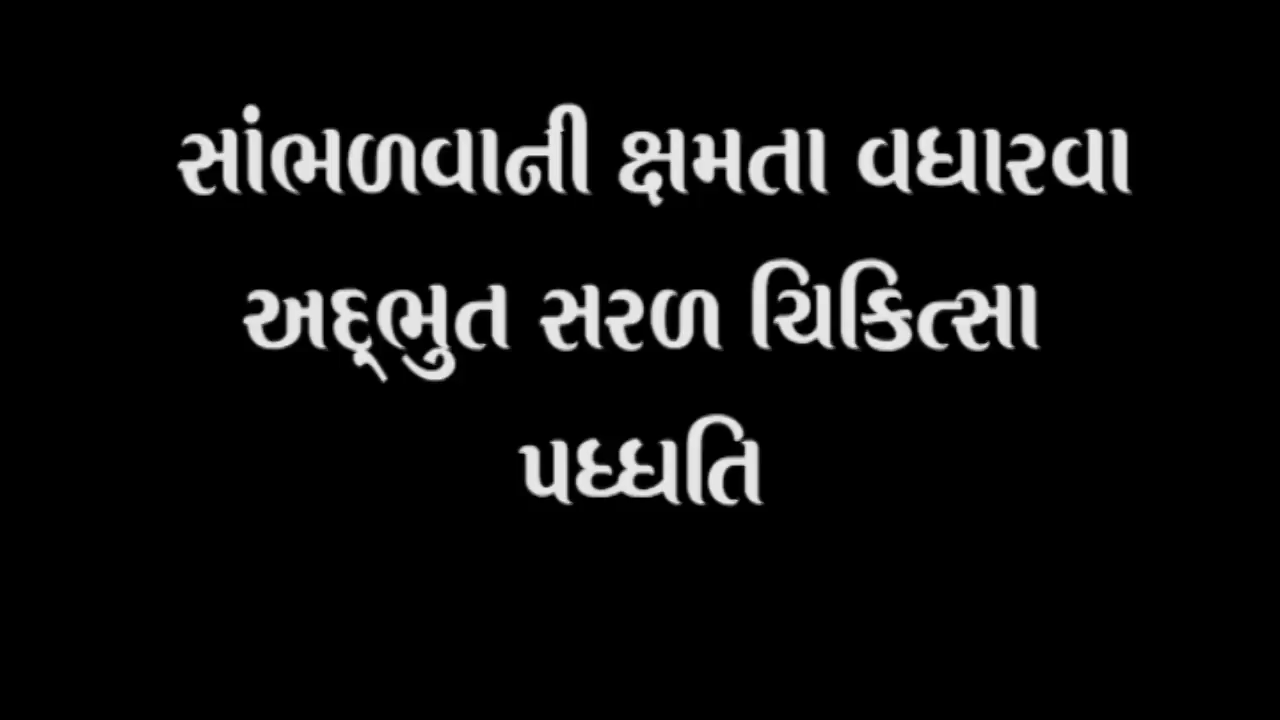 સાંભળવાની ક્ષમતા વધારવા
અદ્‌ભુત સરળ ચિકિત્સા
પધ્ધતિ